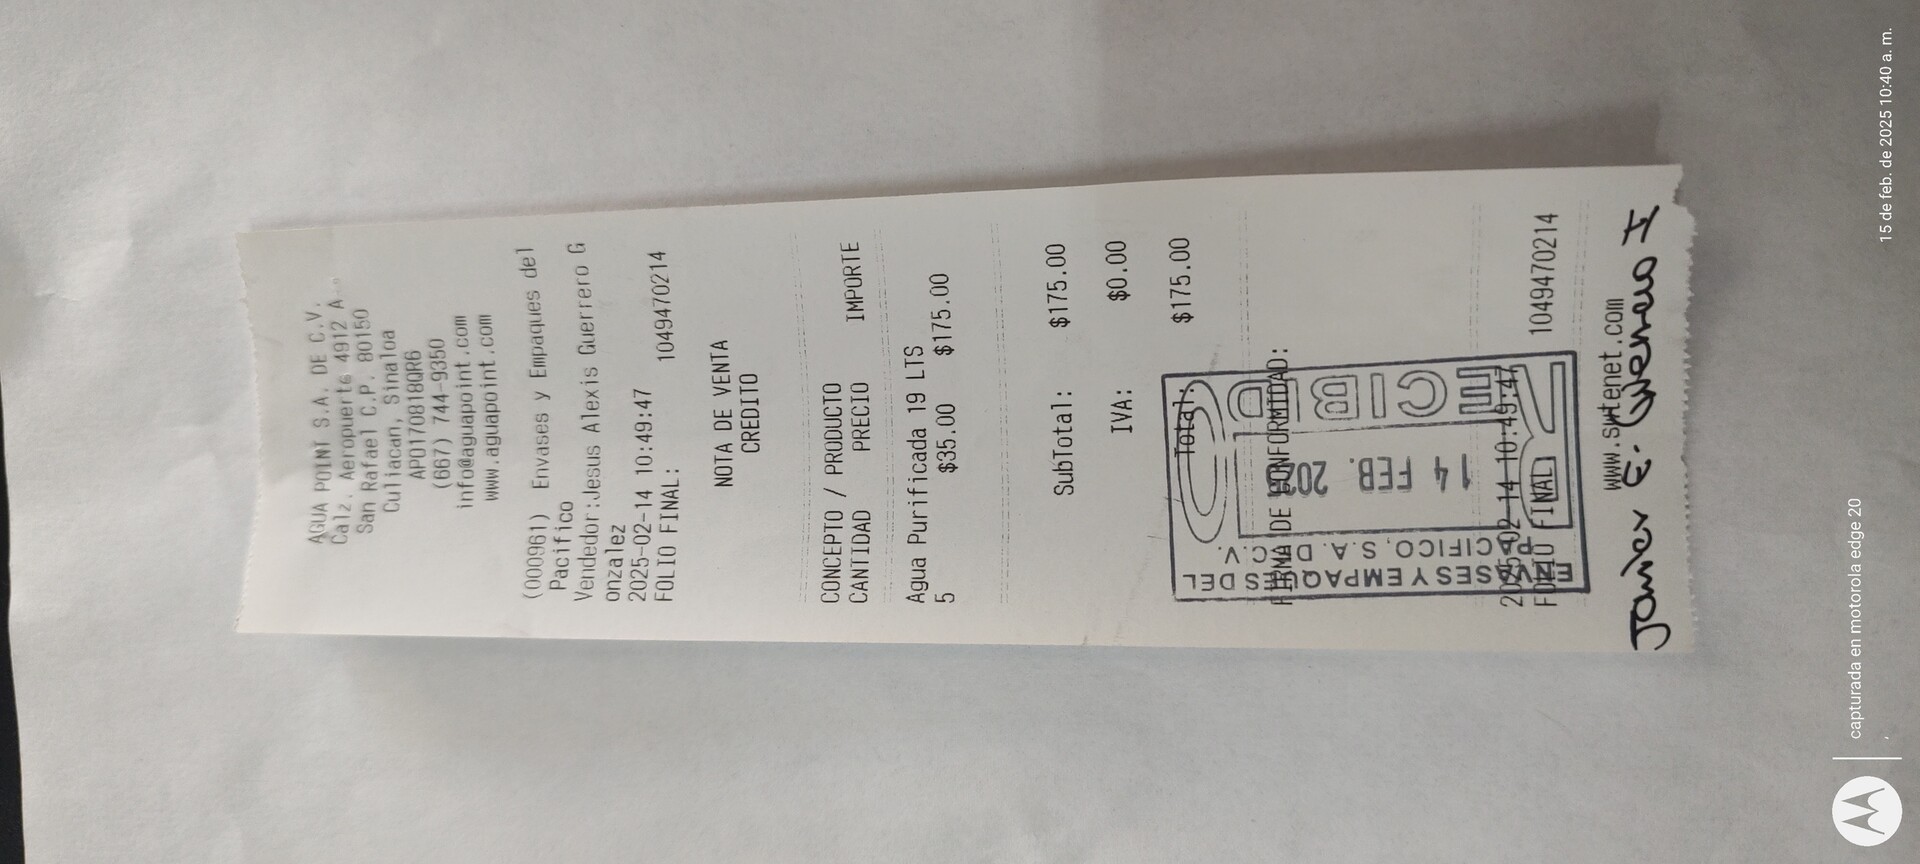 AGUA POINT S.A. DE C.V.
Calz. Aeropuerto 4912 A
San Rafael C.P. 80150
Culiacan, Sinaloa
APO170818QR6
(667) 744-9350
info@aguapoint.com
www.aguapoint.com
(000961) Envases y Empaques del
Pacifico
Vendedor:Jesus Alexis Guerrero G
onzalez
2025-02-14 10:49:47
FOLIO FINAL: 1049470214
NOTA DE VENTA
CREDITO
CONCEPTO / PRODUCTO
CANTIDAD PRECIO IMPORTE
Agua Purificada 19 LTS
5 $35.00 $175.00
SubTotal: $175.00
IVA: $0.00
Total: $175.00
FIRMA DE CONFORMIDAD:
ENVASES Y EMPAQUES DEL
PACIFICO, S.A. DE C.V.
14 FEB. 202
RECIBIDO
2025-02-14 10:49:47
FOLIO FINAL 1049470214
www.swtenet.com
Javier E.
capturada en motorola edge 20
15 de feb. de 2025 10:40 a. m.